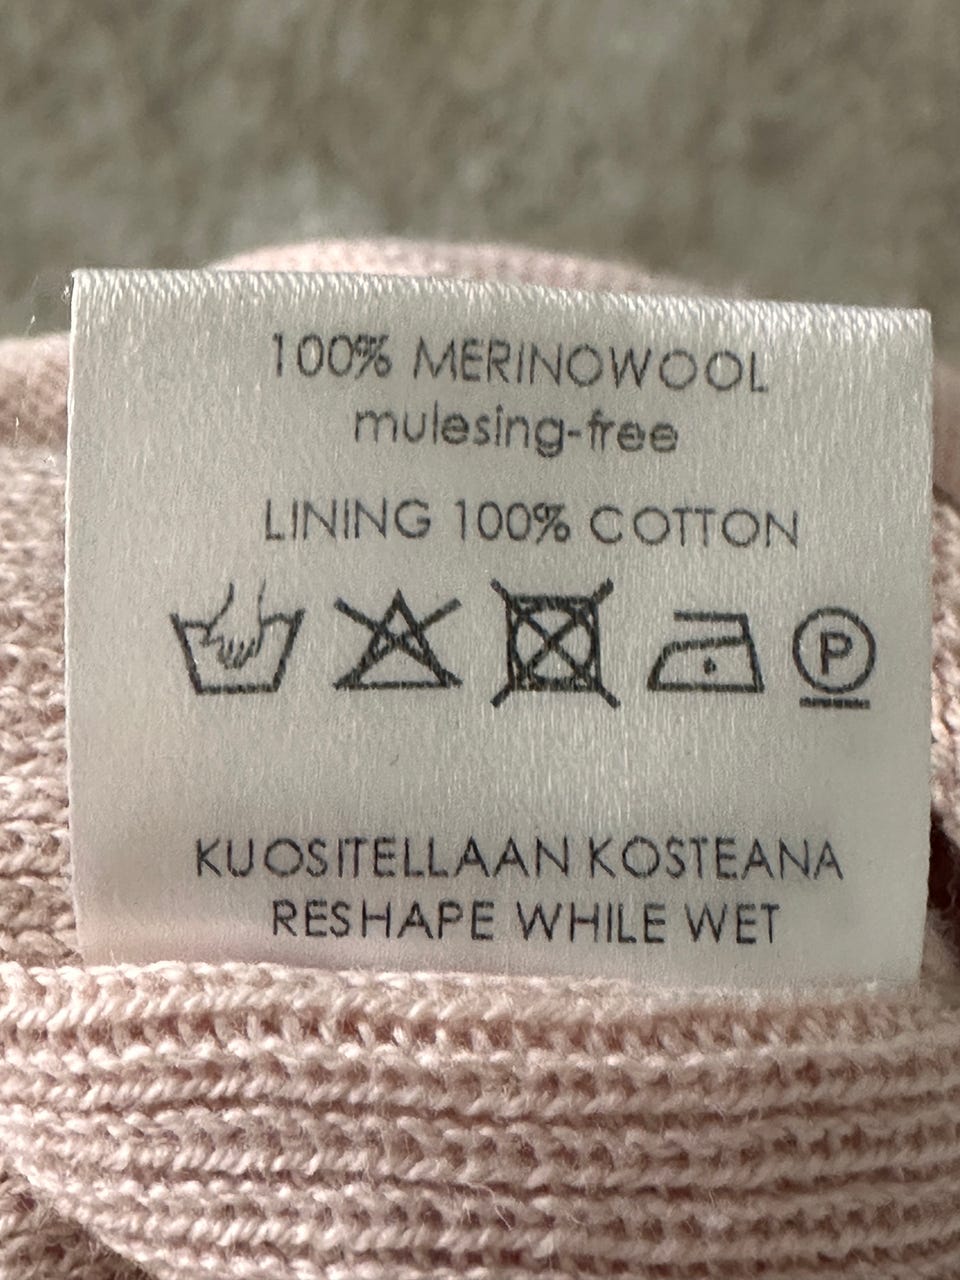 100% MERINOWOOL
mulesing-free
LINING 100% COTTON
P
KUOSITELLAAN KOSTEANA
RESHAPE WHILE WET